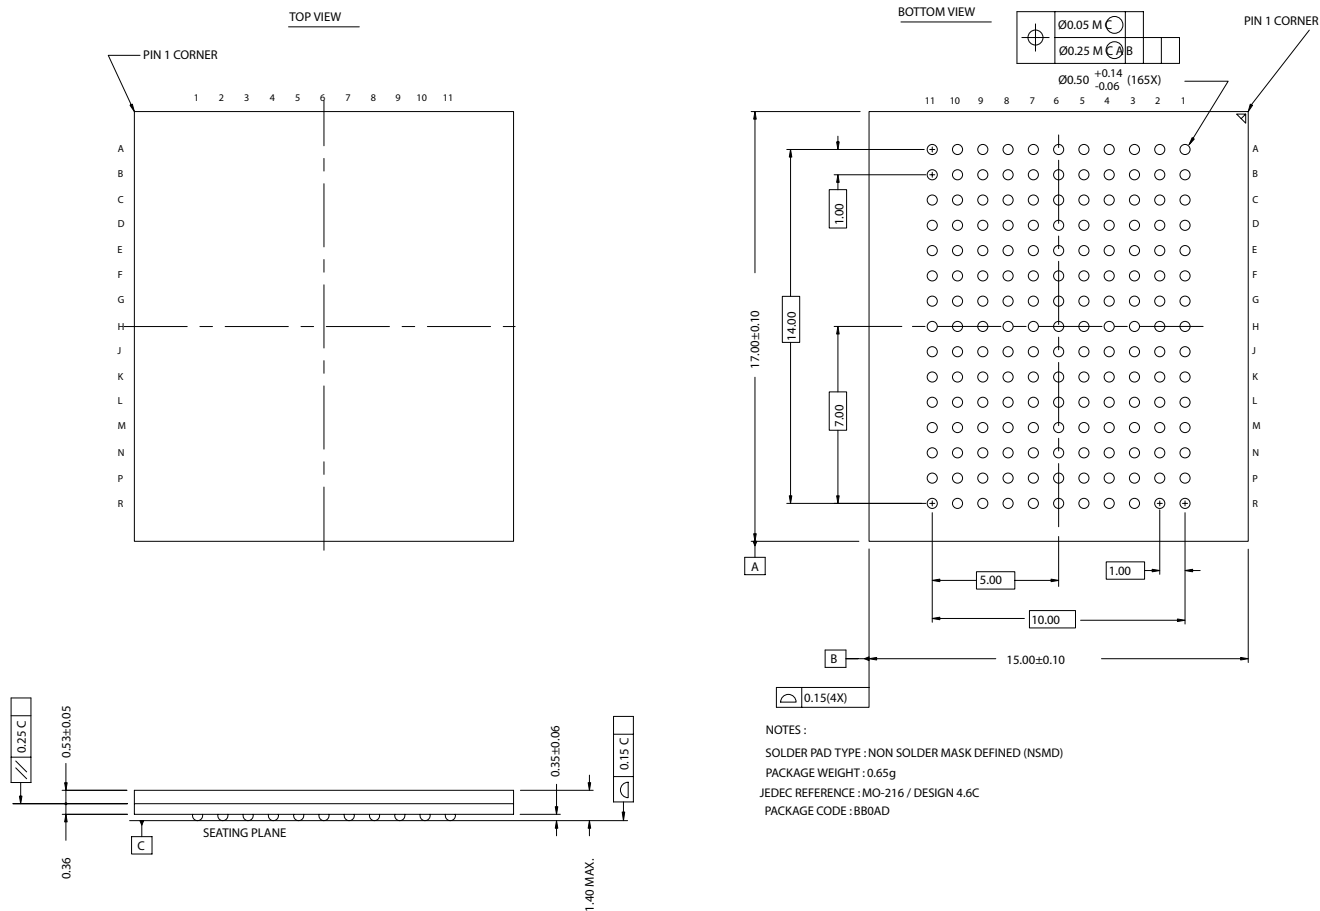 TOP VIEW
PIN 1 CORNER
1 2 3 4 5 6 7 8 9 10 11
A
B
C
D
E
F
G
H
J
K
L
M
N
P
R
BOTTOM VIEW
PIN 1 CORNER
Ø0.05 M C
Ø0.25 M C A B
Ø0.50 +0.14 -0.06 (165X)
11 10 9 8 7 6 5 4 3 2 1
A
B
C
D
E
F
G
H
J
K
L
M
N
P
R
1.00
17.00±0.10
14.00
7.00
A
5.00
1.00
10.00
B
15.00±0.10
0.15(4X)
0.25 C
0.53±0.05
0.35±0.06
0.15 C
SEATING PLANE
C
0.36
1.40 MAX.
NOTES :
SOLDER PAD TYPE : NON SOLDER MASK DEFINED (NSMD)
PACKAGE WEIGHT : 0.65g
JEDEC REFERENCE : MO-216 / DESIGN 4.6C
PACKAGE CODE : BB0AD